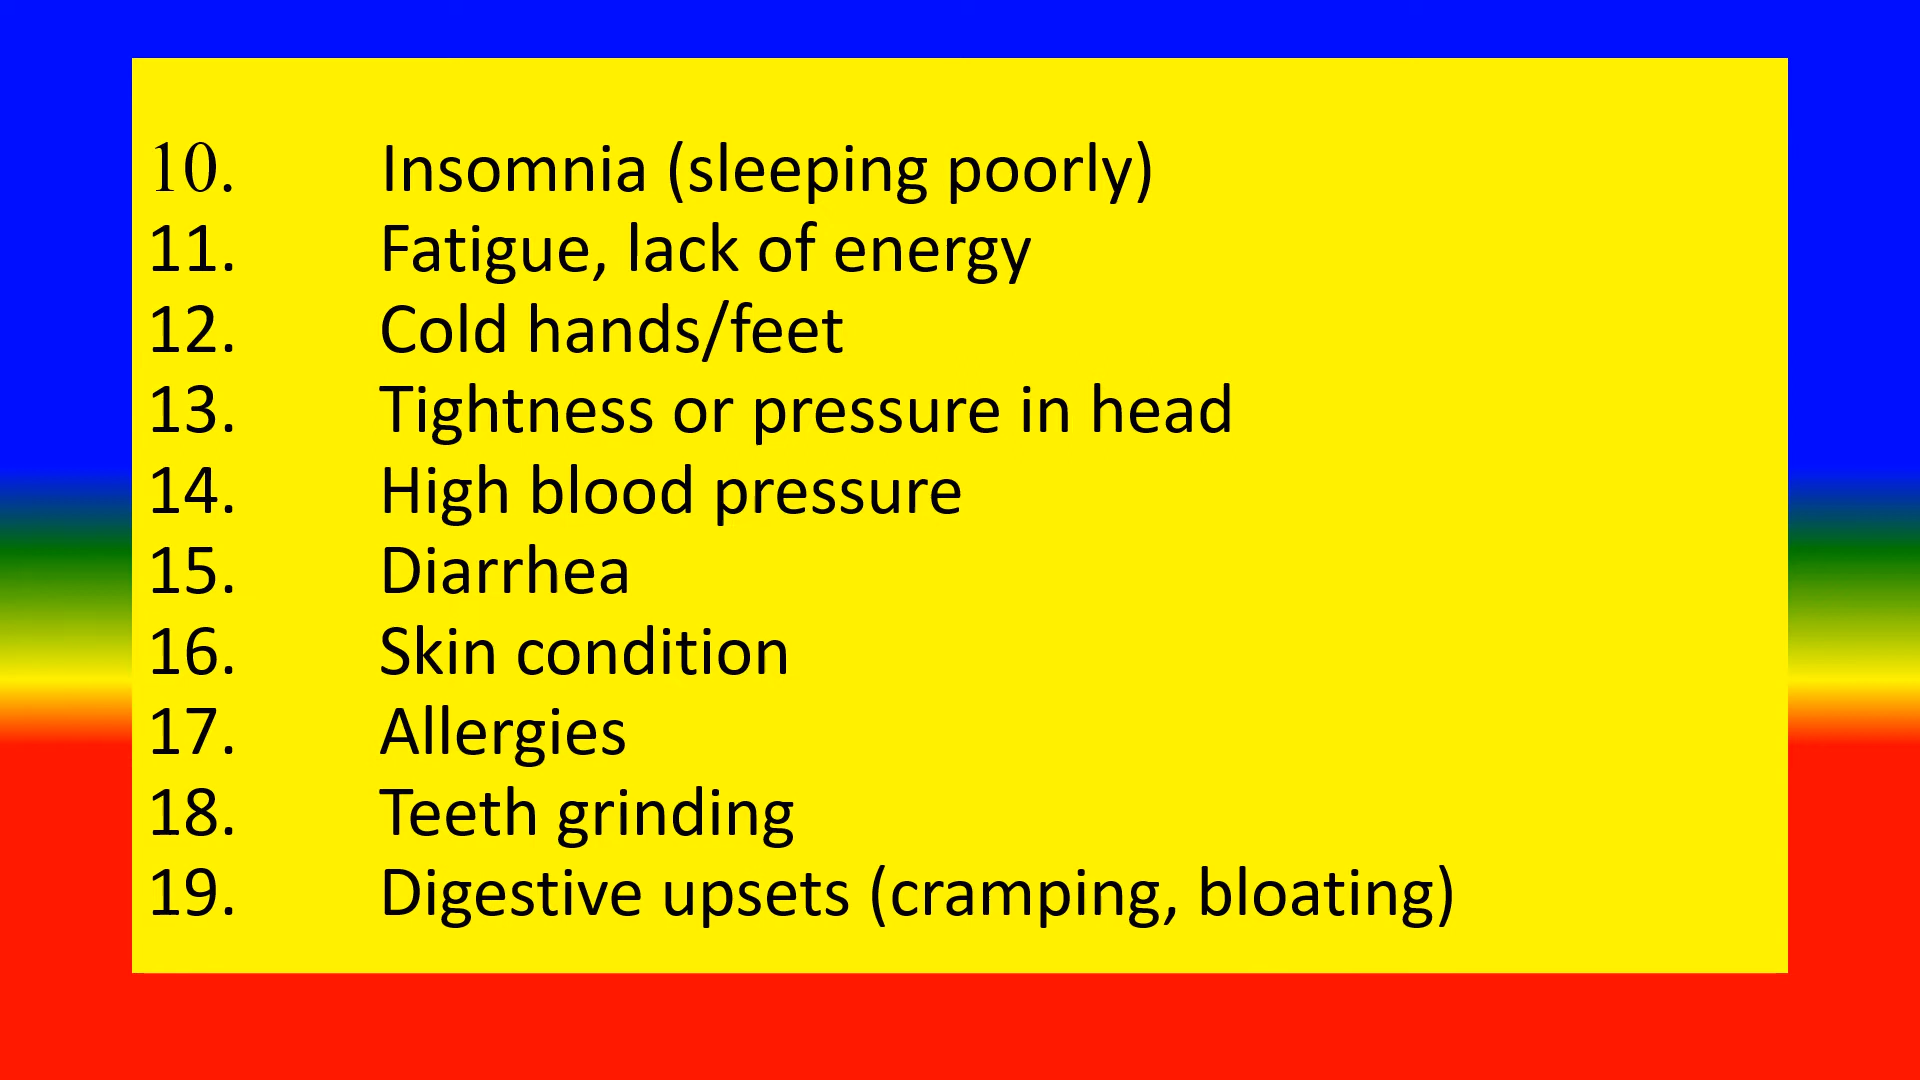 10. Insomnia (sleeping poorly)
11. Fatigue, lack of energy
12. Cold hands/feet
13. Tightness or pressure in head
14. High blood pressure
15. Diarrhea
16. Skin condition
17. Allergies
18. Teeth grinding
19. Digestive upsets (cramping, bloating)